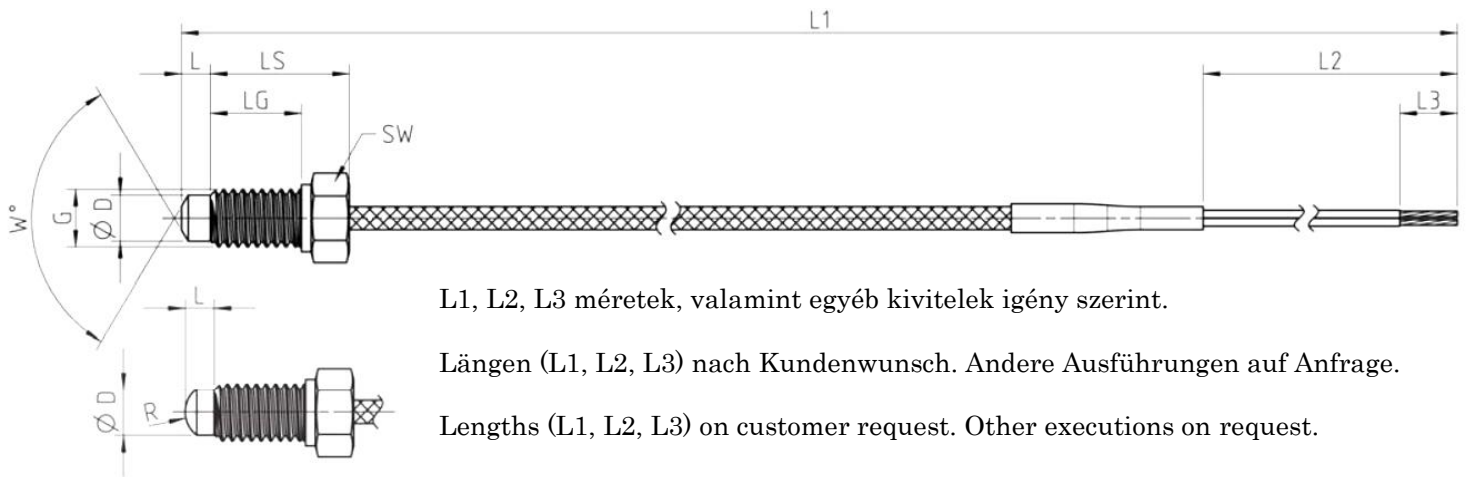 L1
L
LS
L2
LG
L3
SW
W°
G
Ø D
L
L1, L2, L3 méretek, valamint egyéb kivitelek igény szerint.
Längen (L1, L2, L3) nach Kundenwunsch. Andere Ausführungen auf Anfrage.
Ø D
R
Lengths (L1, L2, L3) on customer request. Other executions on request.